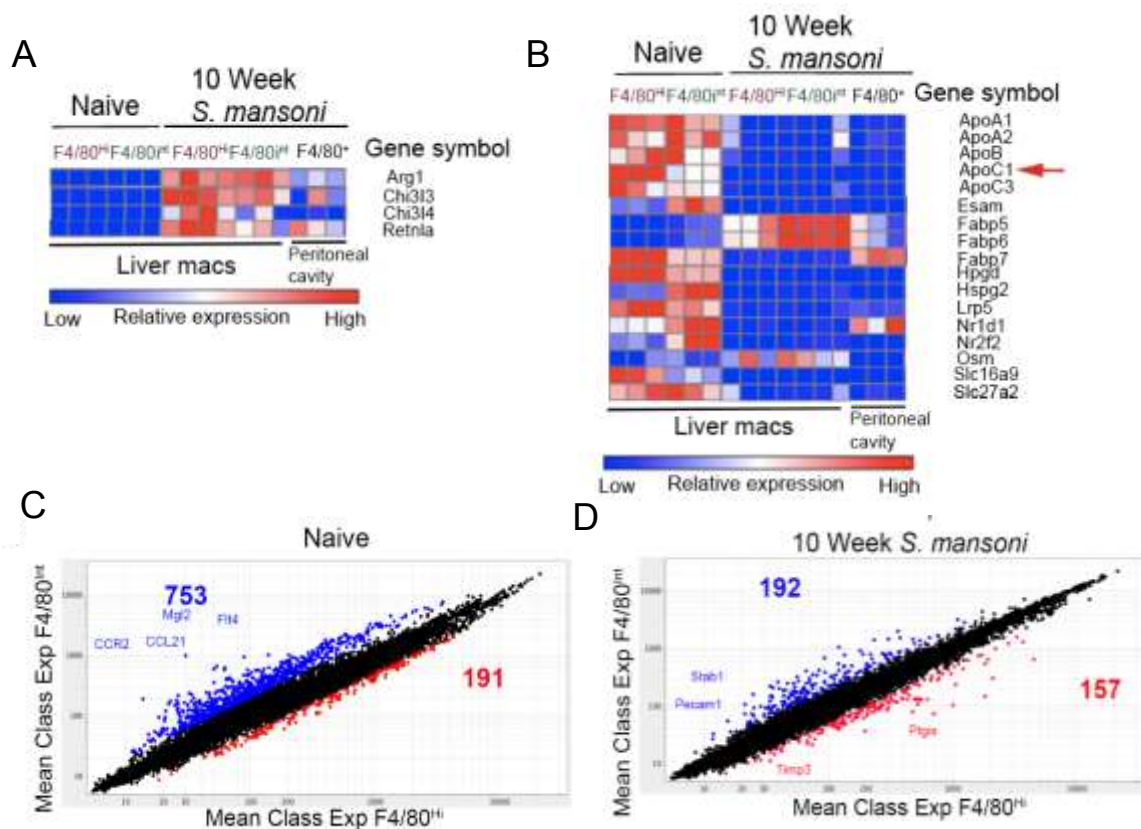 A
Naive
10 Week
S. mansoni
F4/80Hi F4/80int F4/80Hi F4/80int F4/80+ Gene symbol
Arg1
Chi3l3
Chi3l4
Retnla
Liver macs
Peritoneal
cavity
Low Relative expression High
B
Naive
10 Week
S. mansoni
F4/80Hi F4/80int F4/80Hi F4/80int F4/80+ Gene symbol
ApoA1
ApoA2
ApoB
ApoC1
ApoC3
Esam
Fabp5
Fabp6
Fabp7
Hpgd
Hspg2
Lrp5
Nr1d1
Nr2f2
Osm
Slc16a9
Slc27a2
Liver macs
Peritoneal
cavity
Low Relative expression High
C
Naive
753
Mgl2
Flt4
CCR2
CCL21
191
Mean Class Exp F4/80Int
Mean Class Exp F4/80Hi
D
10 Week S. mansoni
192
Stab1
Pecam1
157
Ptgis
Timp3
Mean Class Exp F4/80Int
Mean Class Exp F4/80Hi